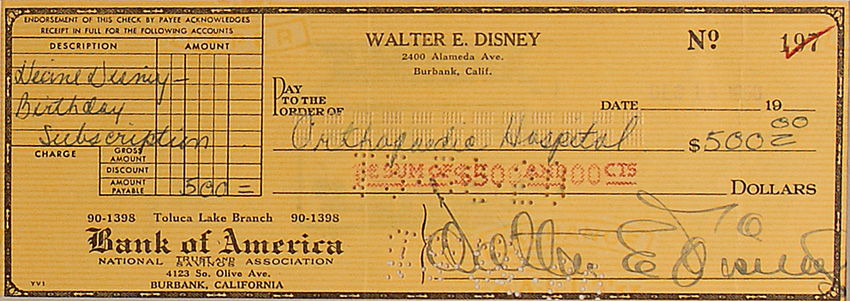 ENDORSEMENT OF THIS CHECK BY PAYEE ACKNOWLEDGES
RECEIPT IN FULL FOR THE FOLLOWING ACCOUNTS
DESCRIPTION AMOUNT
Disney -
Birthday
Subscription
CHARGE
GROSS AMOUNT
DISCOUNT
AMOUNT PAYABLE 500 =
WALTER E. DISNEY
2400 Alameda Ave.
Burbank, Calif.
Nº 197
DATE 19
PAY TO THE ORDER OF Orthopaedic Hospital $500 00
SUM OF $500 AND 00 CTS
DOLLARS
90-1398 Toluca Lake Branch 90-1398
Bank of America
NATIONAL TRUST AND SAVINGS ASSOCIATION
4123 So. Olive Ave.
BURBANK, CALIFORNIA
YV1
Walter E Disney